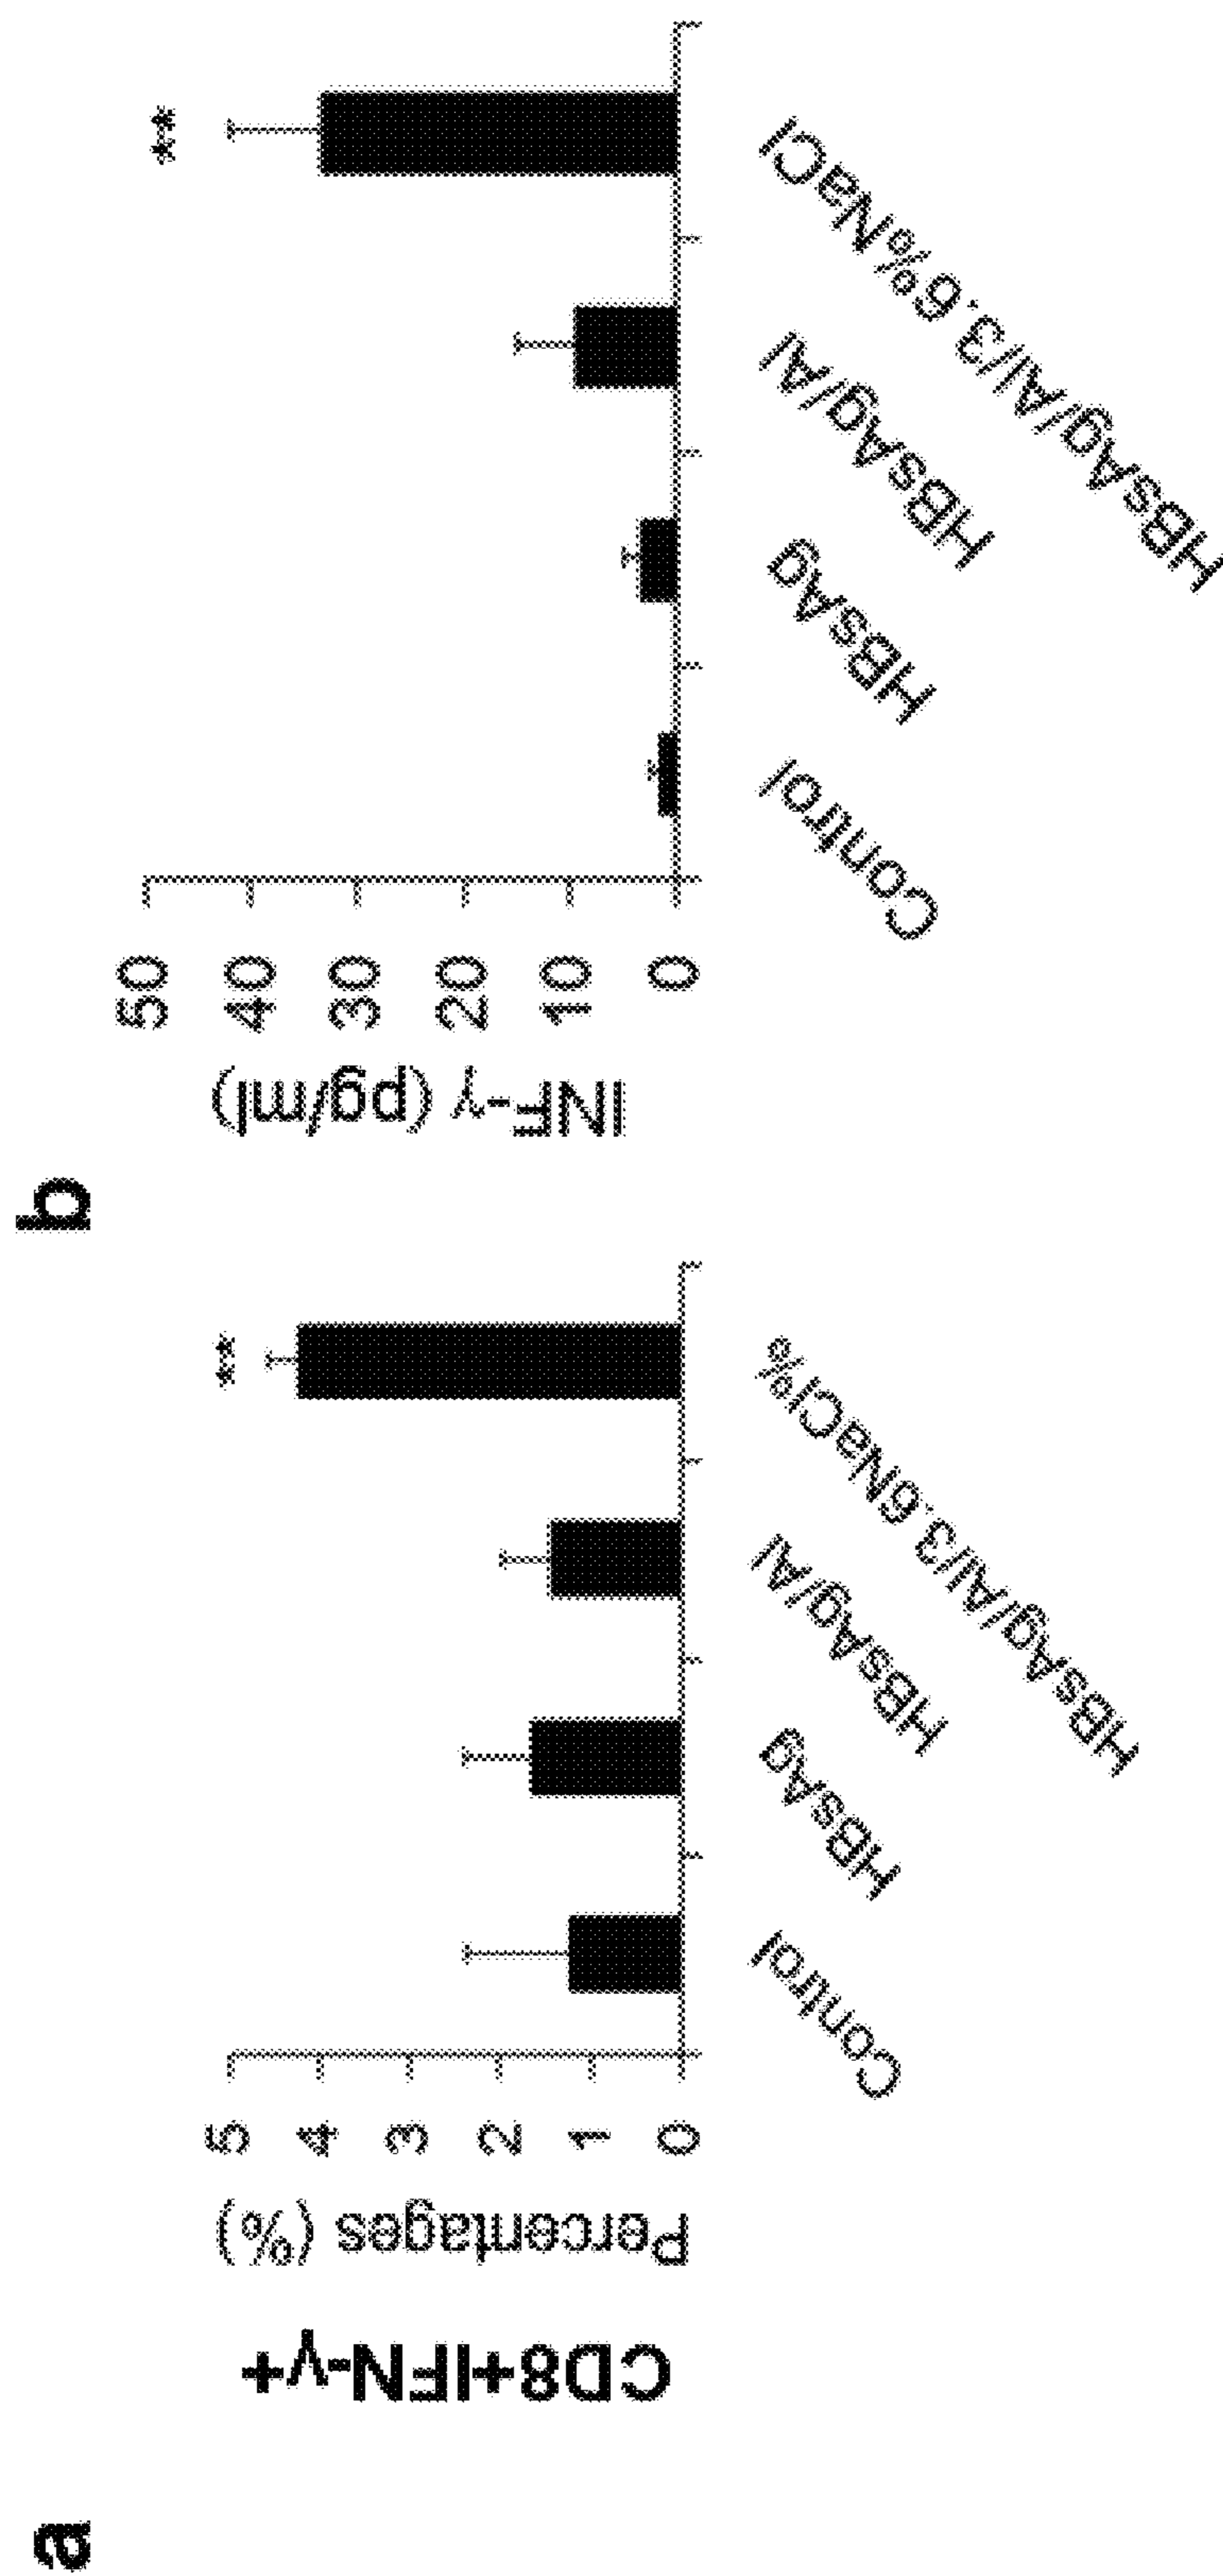 a
CD8+IFN-γ+
Percentages (%)
5
4
3
2
1
0
**
Control
HBsAg
HBsAg/Al
HBsAg/Al/3.6NaCl%
b
INF-γ (pg/ml)
50
40
30
20
10
0
**
Control
HBsAg
HBsAg/Al
HBsAg/Al/3.6%NaCl